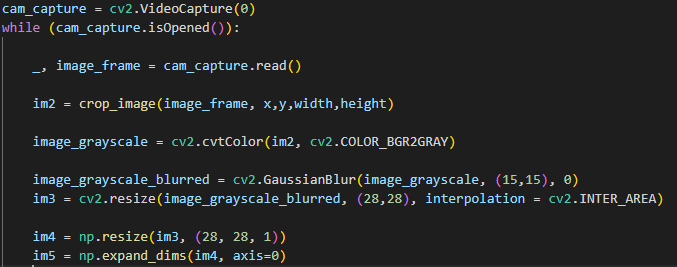 cam_capture = cv2.VideoCapture(0)
while (cam_capture.isOpened()):
_, image_frame = cam_capture.read()
im2 = crop_image(image_frame, x,y,width,height)
image_grayscale = cv2.cvtColor(im2, cv2.COLOR_BGR2GRAY)
image_grayscale_blurred = cv2.GaussianBlur(image_grayscale, (15,15), 0)
im3 = cv2.resize(image_grayscale_blurred, (28,28), interpolation = cv2.INTER_AREA)
im4 = np.resize(im3, (28, 28, 1))
im5 = np.expand_dims(im4, axis=0)